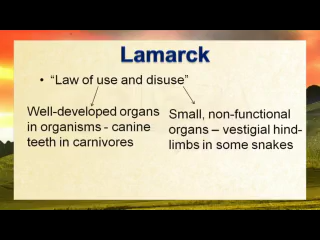 Lamarck
• “Law of use and disuse”
Well-developed organs
in organisms - canine
teeth in carnivores
Small, non-functional
organs – vestigial hind-
limbs in some snakes